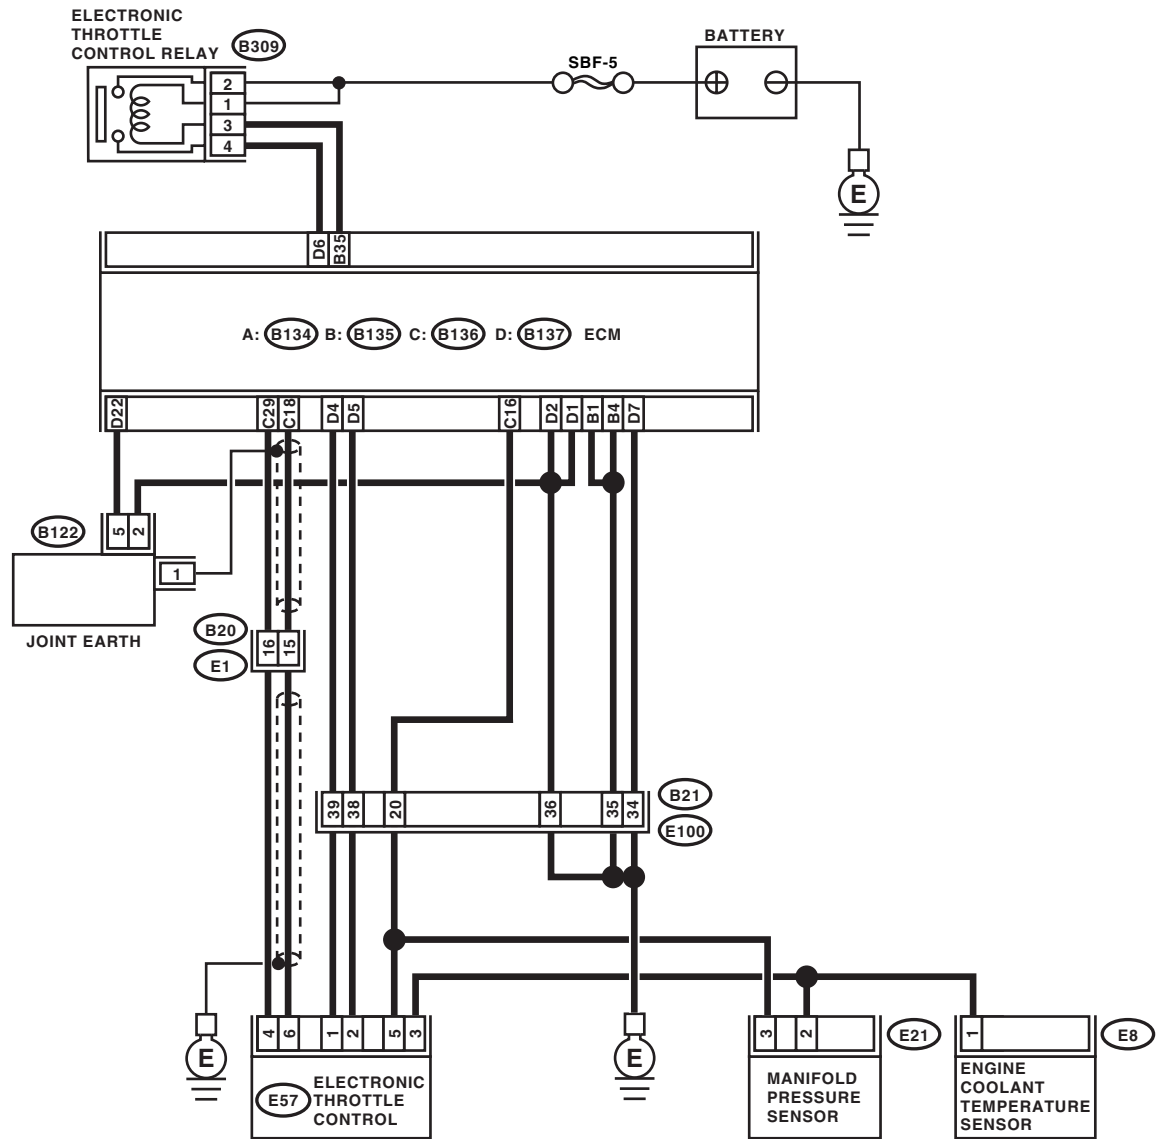 ELECTRONIC
THROTTLE
CONTROL RELAY
B309
BATTERY
SBF-5
2
1
3
4
E
D6
B35
A: B134 B: B135 C: B136 D: B137 ECM
D22
C29
C18
D4
D5
C16
D2
D1
B1
B4
D7
B122
5
2
1
JOINT EARTH
B20
E1
16
15
39
38
20
36
35
34
B21
E100
4
6
1
2
5
3
E
E57
ELECTRONIC
THROTTLE
CONTROL
E
3
2
E21
MANIFOLD
PRESSURE
SENSOR
1
E8
ENGINE
COOLANT
TEMPERATURE
SENSOR